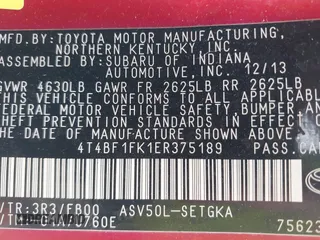 MFD. BY: TOYOTA MOTOR MANUFACTURING,
NORTHERN KENTUCKY, INC.
ASSEMBLED BY: SUBARU OF INDIANA
AUTOMOTIVE, INC. 12/13
GVWR 4630LB GAWR FR 2625LB RR 2625LB
THIS VEHICLE CONFORMS TO ALL APPLICABLE
FEDERAL MOTOR VEHICLE SAFETY, BUMPER, AND
THEFT PREVENTION STANDARDS IN EFFECT ON
THE DATE OF MANUFACTURE SHOWN ABOVE.
4T4BF1FK1ER375189 PASS. CAR
C/TR:3R3/FB00 ASV50L-SETGKA
/U760E 75623